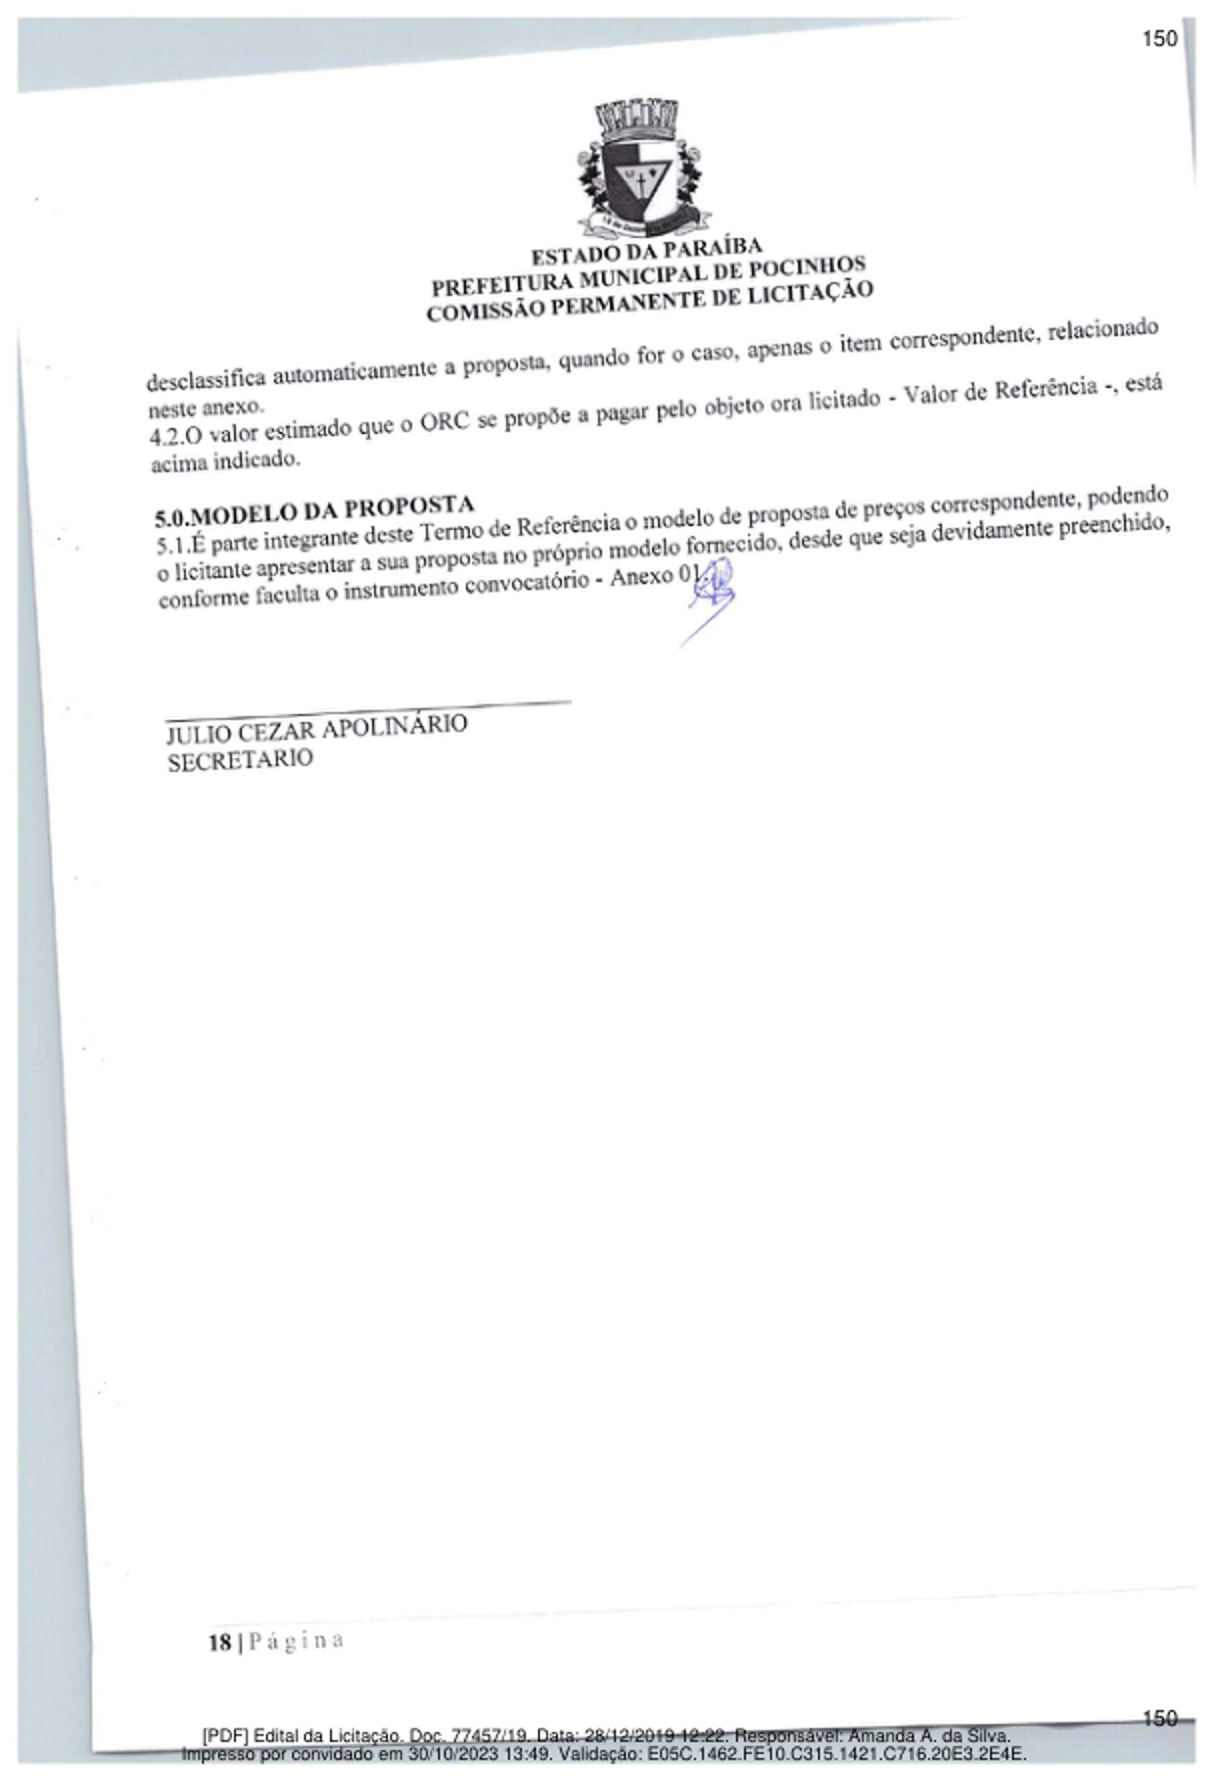 150
ESTADO DA PARAÍBA
PREFEITURA MUNICIPAL DE POCINHOS
COMISSÃO PERMANENTE DE LICITAÇÃO
desclassifica automaticamente a proposta, quando for o caso, apenas o item correspondente, relacionado
neste anexo.
4.2.O valor estimado que o ORC se propõe a pagar pelo objeto ora licitado - Valor de Referência -, está
acima indicado.
5.0.MODELO DA PROPOSTA
5.1.É parte integrante deste Termo de Referência o modelo de proposta de preços correspondente, podendo
o licitante apresentar a sua proposta no próprio modelo fornecido, desde que seja devidamente preenchido,
conforme faculta o instrumento convocatório - Anexo 01.
JULIO CEZAR APOLINÁRIO
SECRETARIO
18 | Página
150
[PDF] Edital da Licitação. Doc. 77457/19. Data: 28/12/2019 12:22. Responsável: Amanda A. da Silva.
Impresso por convidado em 30/10/2023 13:49. Validação: E05C.1462.FE10.C315.1421.C716.20E3.2E4E.